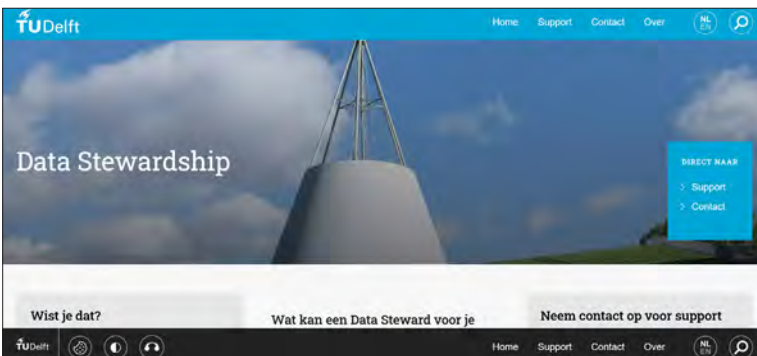 TUDelft
Home Support Contact Over
NL
EN
Data Stewardship
DIRECT NAAR
> Support
> Contact
Wist je dat?
Wat kan een Data Steward voor je
Neem contact op voor support
TUDelft
Home Support Contact Over
NL
EN